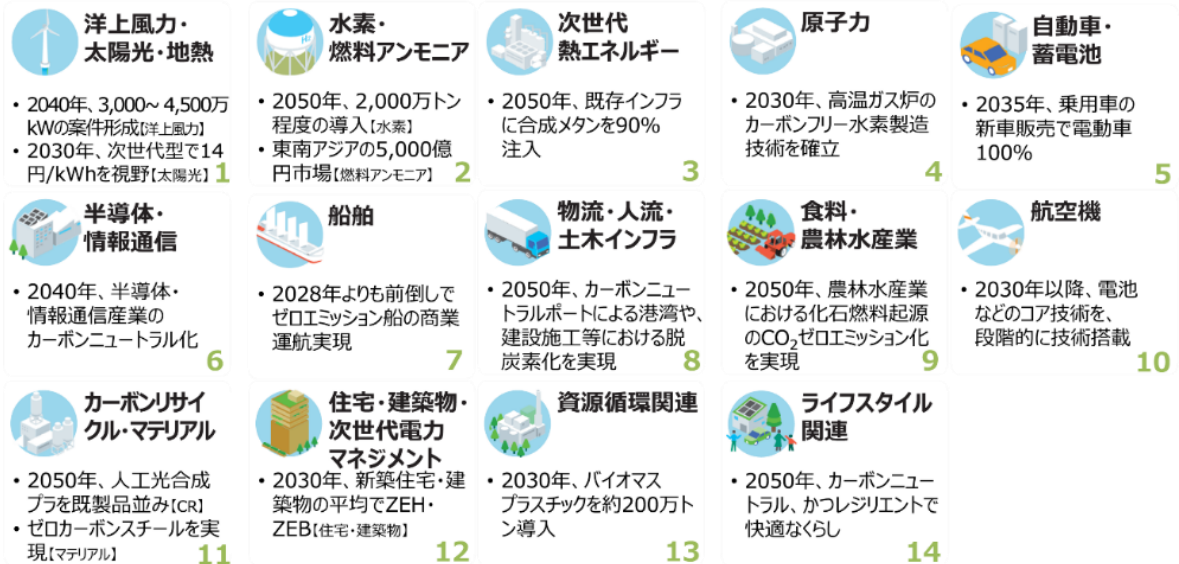 洋上風力・
太陽光・地熱
• 2040年、3,000～4,500万
kWの案件形成【洋上風力】
• 2030年、次世代型で14
円/kWhを視野【太陽光】
1
水素・
燃料アンモニア
• 2050年、2,000万トン
程度の導入【水素】
• 東南アジアの5,000億
円市場【燃料アンモニア】
2
次世代
熱エネルギー
• 2050年、既存インフラ
に合成メタンを90%
注入
3
原子力
• 2030年、高温ガス炉の
カーボンフリー水素製造
技術を確立
4
自動車・
蓄電池
• 2035年、乗用車の
新車販売で電動車
100%
5
半導体・
情報通信
• 2040年、半導体・
情報通信産業の
カーボンニュートラル化
6
船舶
• 2028年よりも前倒しで
ゼロエミッション船の商業
運航実現
7
物流・人流・
土木インフラ
• 2050年、カーボンニュー
トラルポートによる港湾や、
建設施工等における脱
炭素化を実現
8
食料・
農林水産業
• 2050年、農林水産業
における化石燃料起源
のCO₂ゼロエミッション化
を実現
9
航空機
• 2030年以降、電池
などのコア技術を、
段階的に技術搭載
10
カーボンリサイ
クル・マテリアル
• 2050年、人工光合成
プラを既製品並み【CR】
• ゼロカーボンスチールを実
現【マテリアル】
11
住宅・建築物・
次世代電力
マネジメント
• 2030年、新築住宅・建
築物の平均でZEH・
ZEB【住宅・建築物】
12
資源循環関連
• 2030年、バイオマス
プラスチックを約200万ト
ン導入
13
ライフスタイル
関連
• 2050年、カーボンニュー
トラル、かつレジリエントで
快適なくらし
14